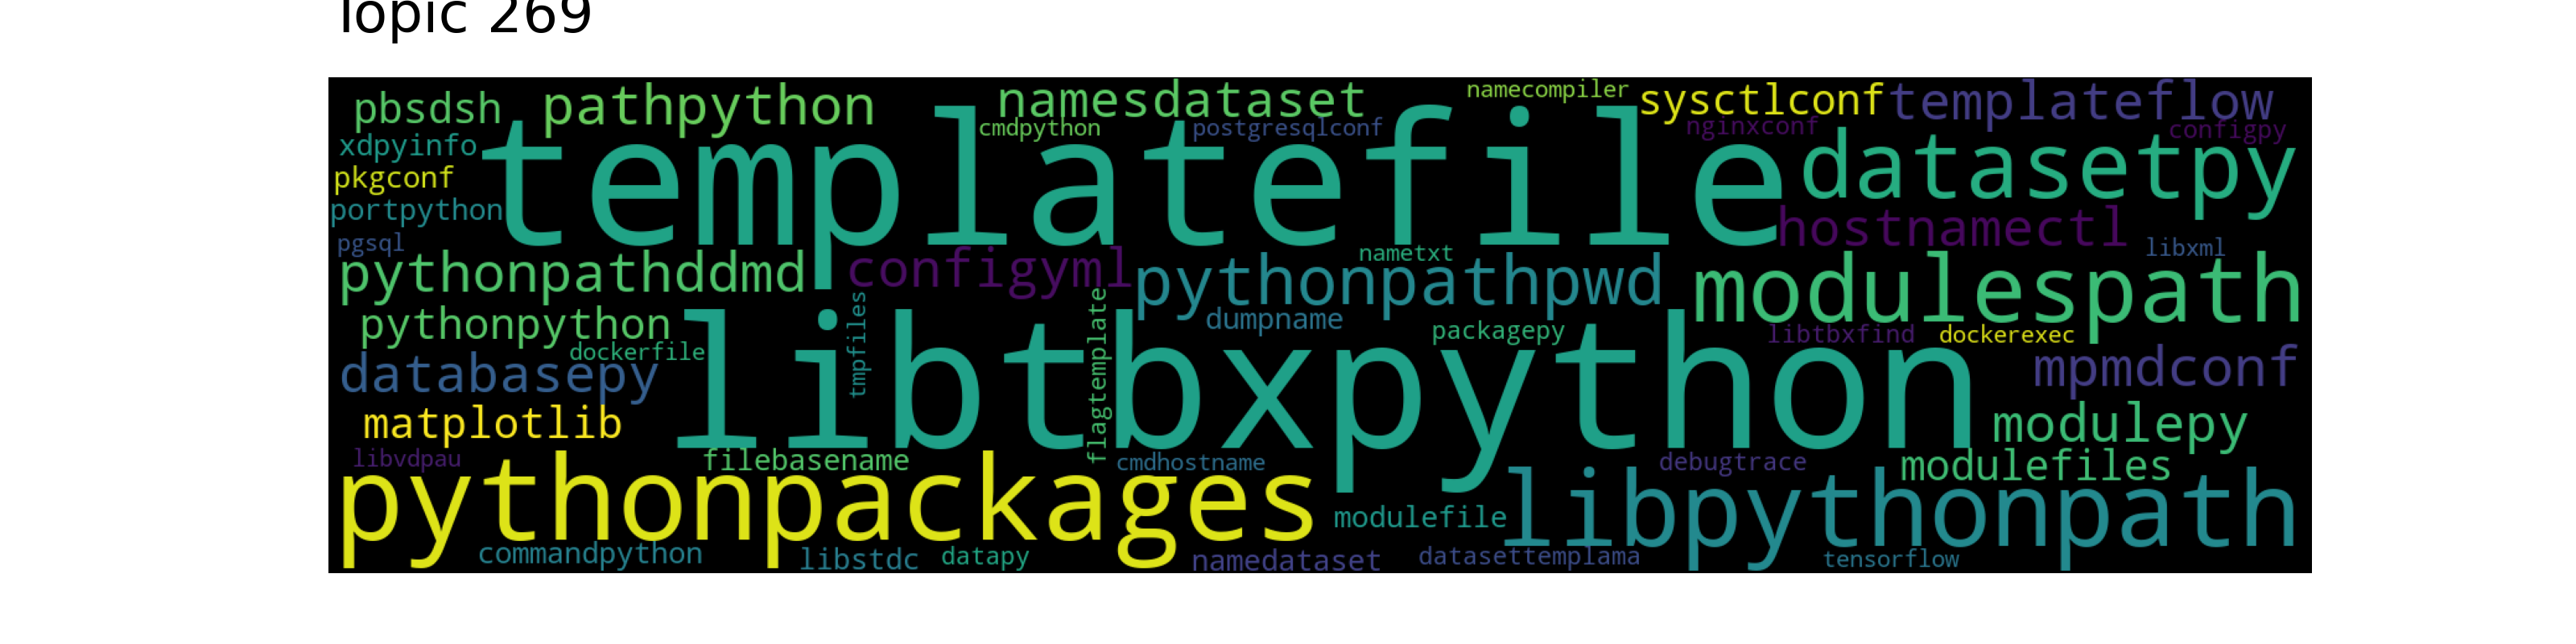 Topic 269
pbsdsh pathpython namesdataset namecompiler sysctlconf templateflow
cmdpython postgresqlconf nginxconf configpy
xdpyinfo templatefile datasetpy
pkgconf
portpython hostnamectl
pgsql nametxt libxml
pythonpathddmd configyml pythonpathpwd modulespath
pythonpython tmpfiles flagtemplate dumpname packagepy libtbxfind dockerexec
dockerfile
databasepy libtbxpython mpmdconf
matplotlib modulepy
libvdpau filebasename cmdhostname debugtrace modulefiles
pythonpackages modulefile libpythonpath
commandpython libstdc datapy namedataset datasettemplama tensorflow